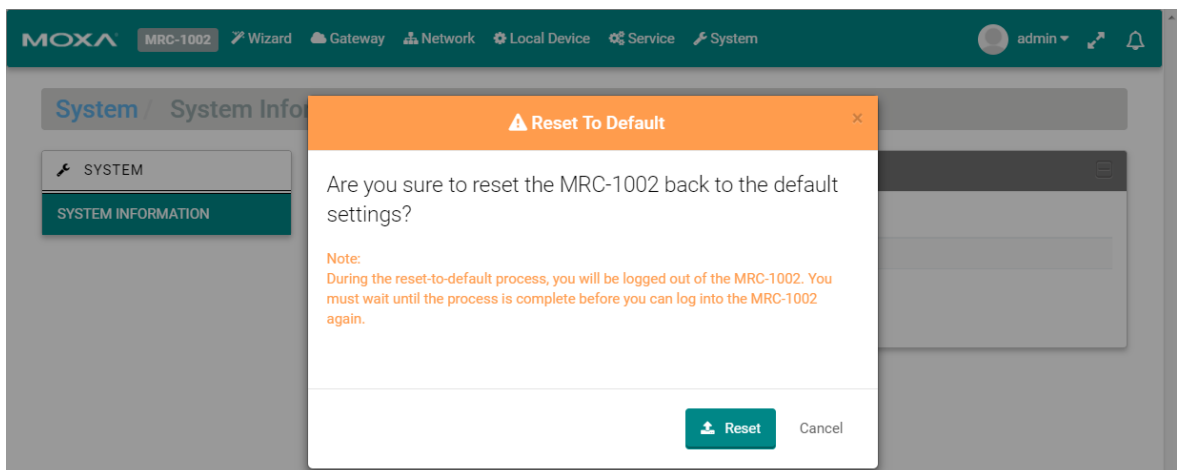 MOXA MRC-1002 Wizard Gateway Network Local Device Service System admin
System / System Infor
Reset To Default ×
SYSTEM
SYSTEM INFORMATION
Are you sure to reset the MRC-1002 back to the default
settings?
Note:
During the reset-to-default process, you will be logged out of the MRC-1002. You
must wait until the process is complete before you can log into the MRC-1002
again.
Reset Cancel